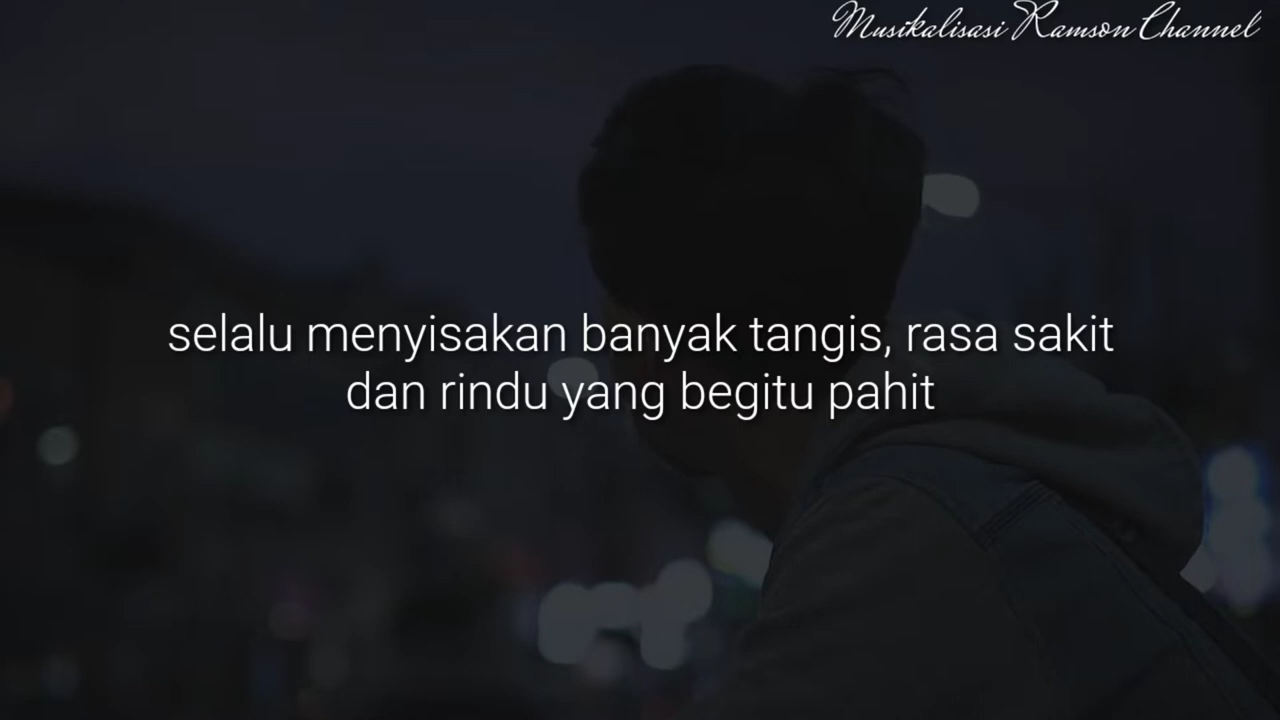 Musikalisasi Ramson Channel
selalu menyisakan banyak tangis, rasa sakit
dan rindu yang begitu pahit